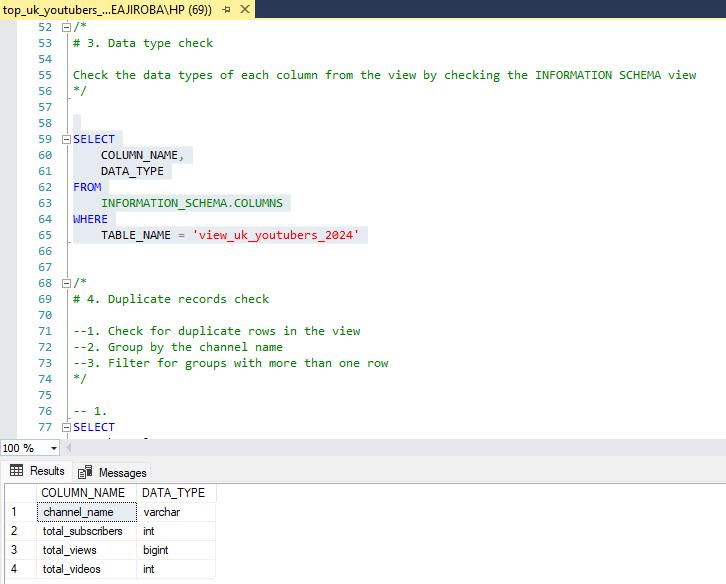 top_uk_youtubers_...EAJIROBA\HP (69))
52 /*
53 # 3. Data type check
54
55 Check the data types of each column from the view by checking the INFORMATION SCHEMA view
56 */
57
58
59 SELECT
60 COLUMN_NAME,
61 DATA_TYPE
62 FROM
63 INFORMATION_SCHEMA.COLUMNS
64 WHERE
65 TABLE_NAME = 'view_uk_youtubers_2024'
66
67
68 /*
69 # 4. Duplicate records check
70
71 --1. Check for duplicate rows in the view
72 --2. Group by the channel name
73 --3. Filter for groups with more than one row
74 */
75
76 -- 1.
77 SELECT
100 %
Results Messages
COLUMN_NAME DATA_TYPE
1 channel_name varchar
2 total_subscribers int
3 total_views bigint
4 total_videos int